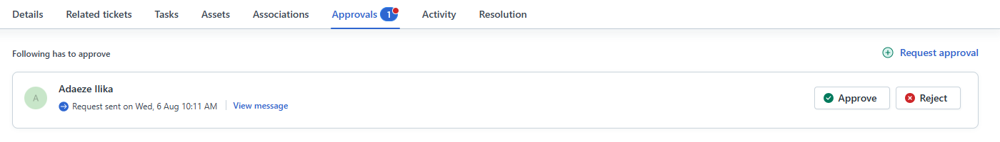 Details Related tickets Tasks Assets Associations Approvals 1 Activity Resolution
Following has to approve
Request approval
A
Adaeze Ilika
Request sent on Wed, 6 Aug 10:11 AM View message
Approve Reject